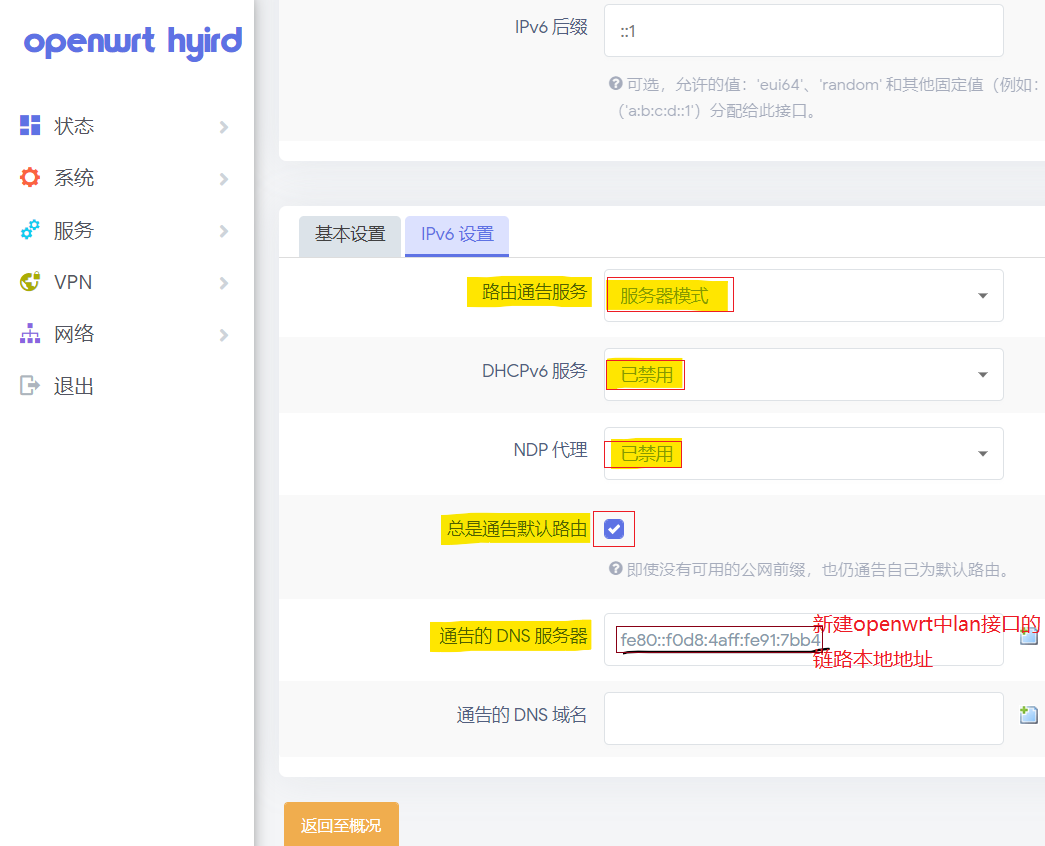 openwrt hyird
状态
系统
服务
VPN
网络
退出
IPv6 后缀
::1
可选，允许的值：'eui64'、'random' 和其他固定值（例如：
（'a:b:c:d::1'）分配给此接口。
基本设置
IPv6 设置
路由通告服务
服务器模式
DHCPv6 服务
已禁用
NDP 代理
已禁用
总是通告默认路由
即使没有可用的公网前缀，也仍通告自己为默认路由。
通告的 DNS 服务器
fe80::f0d8:4aff:fe91:7bb4
新建openwrt中lan接口的
链路本地地址
通告的 DNS 域名
返回至概况